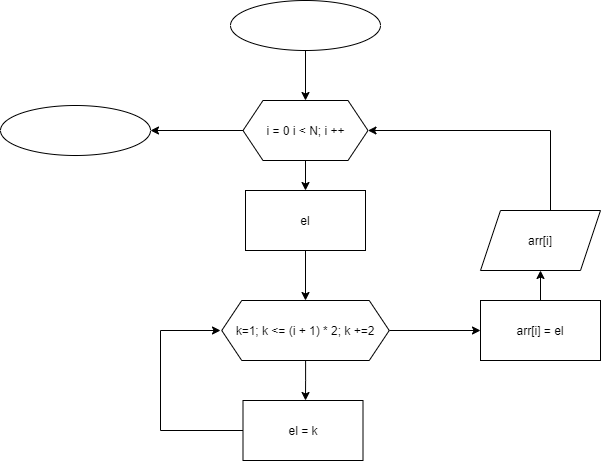 i = 0 i < N; i ++
el
arr[i]
k=1; k <= (i + 1) * 2; k +=2
arr[i] = el
el = k